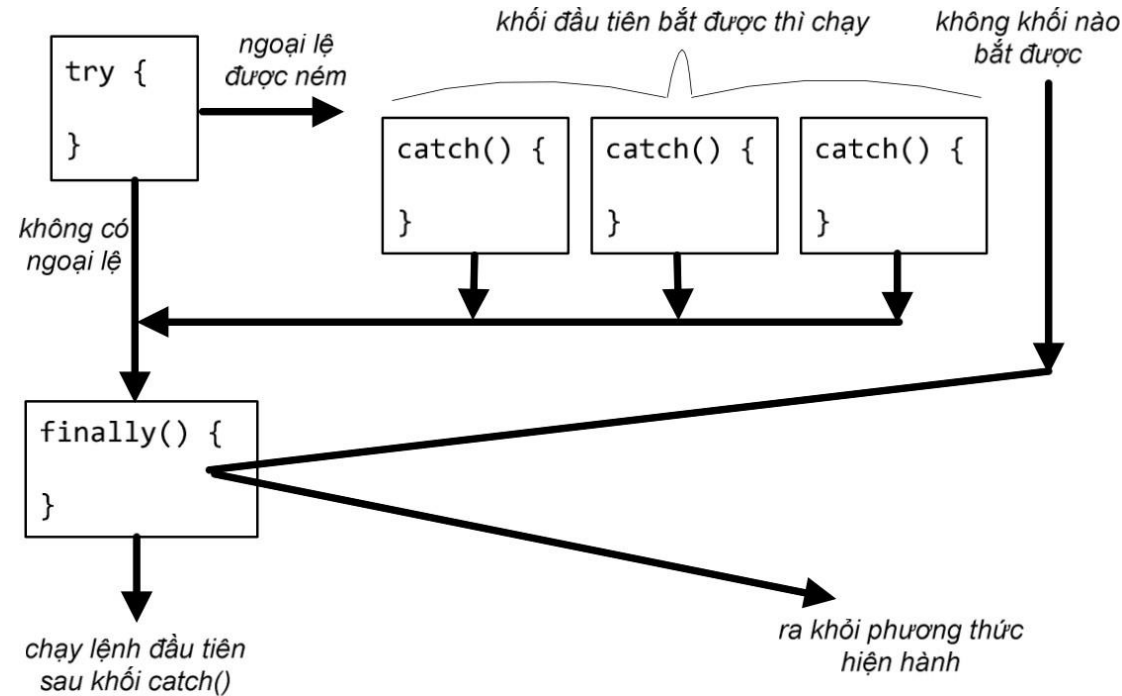 khối đầu tiên bắt được thì chạy
không khối nào
bắt được
ngoại lệ
được ném
try {
}
catch() {
}
catch() {
}
catch() {
}
không có
ngoại lệ
finally() {
}
chạy lệnh đầu tiên
sau khối catch()
ra khỏi phương thức
hiện hành